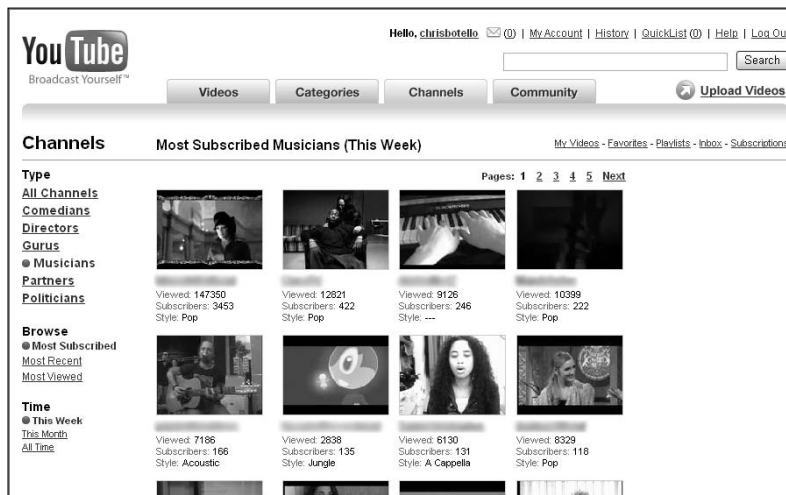 Hello, chrisbotello (0) | My Account | History | QuickList (0) | Help | Log Ou
YouTube
Broadcast Yourself™
Search
Videos Categories Channels Community Upload Videos
Channels
Most Subscribed Musicians (This Week)
My Videos - Favorites - Playlists - Inbox - Subscriptions
Pages: 1 2 3 4 5 Next
Type
All Channels
Comedians
Directors
Gurus
Musicians
Partners
Politicians
Browse
Most Subscribed
Most Recent
Most Viewed
Time
This Week
This Month
All Time
Viewed: 147350
Subscribers: 3453
Style: Pop
Viewed: 12821
Subscribers: 422
Style: Pop
Viewed: 9126
Subscribers: 246
Style: ---
Viewed: 10399
Subscribers: 222
Style: Pop
Viewed: 7186
Subscribers: 166
Style: Acoustic
Viewed: 2838
Subscribers: 135
Style: Jungle
Viewed: 6130
Subscribers: 131
Style: A Cappella
Viewed: 8329
Subscribers: 118
Style: Pop